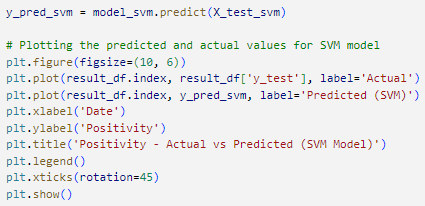 y_pred_svm = model_svm.predict(X_test_svm)
# Plotting the predicted and actual values for SVM model
plt.figure(figsize=(10, 6))
plt.plot(result_df.index, result_df['y_test'], label='Actual')
plt.plot(result_df.index, y_pred_svm, label='Predicted (SVM)')
plt.xlabel('Date')
plt.ylabel('Positivity')
plt.title('Positivity - Actual vs Predicted (SVM Model)')
plt.legend()
plt.xticks(rotation=45)
plt.show()